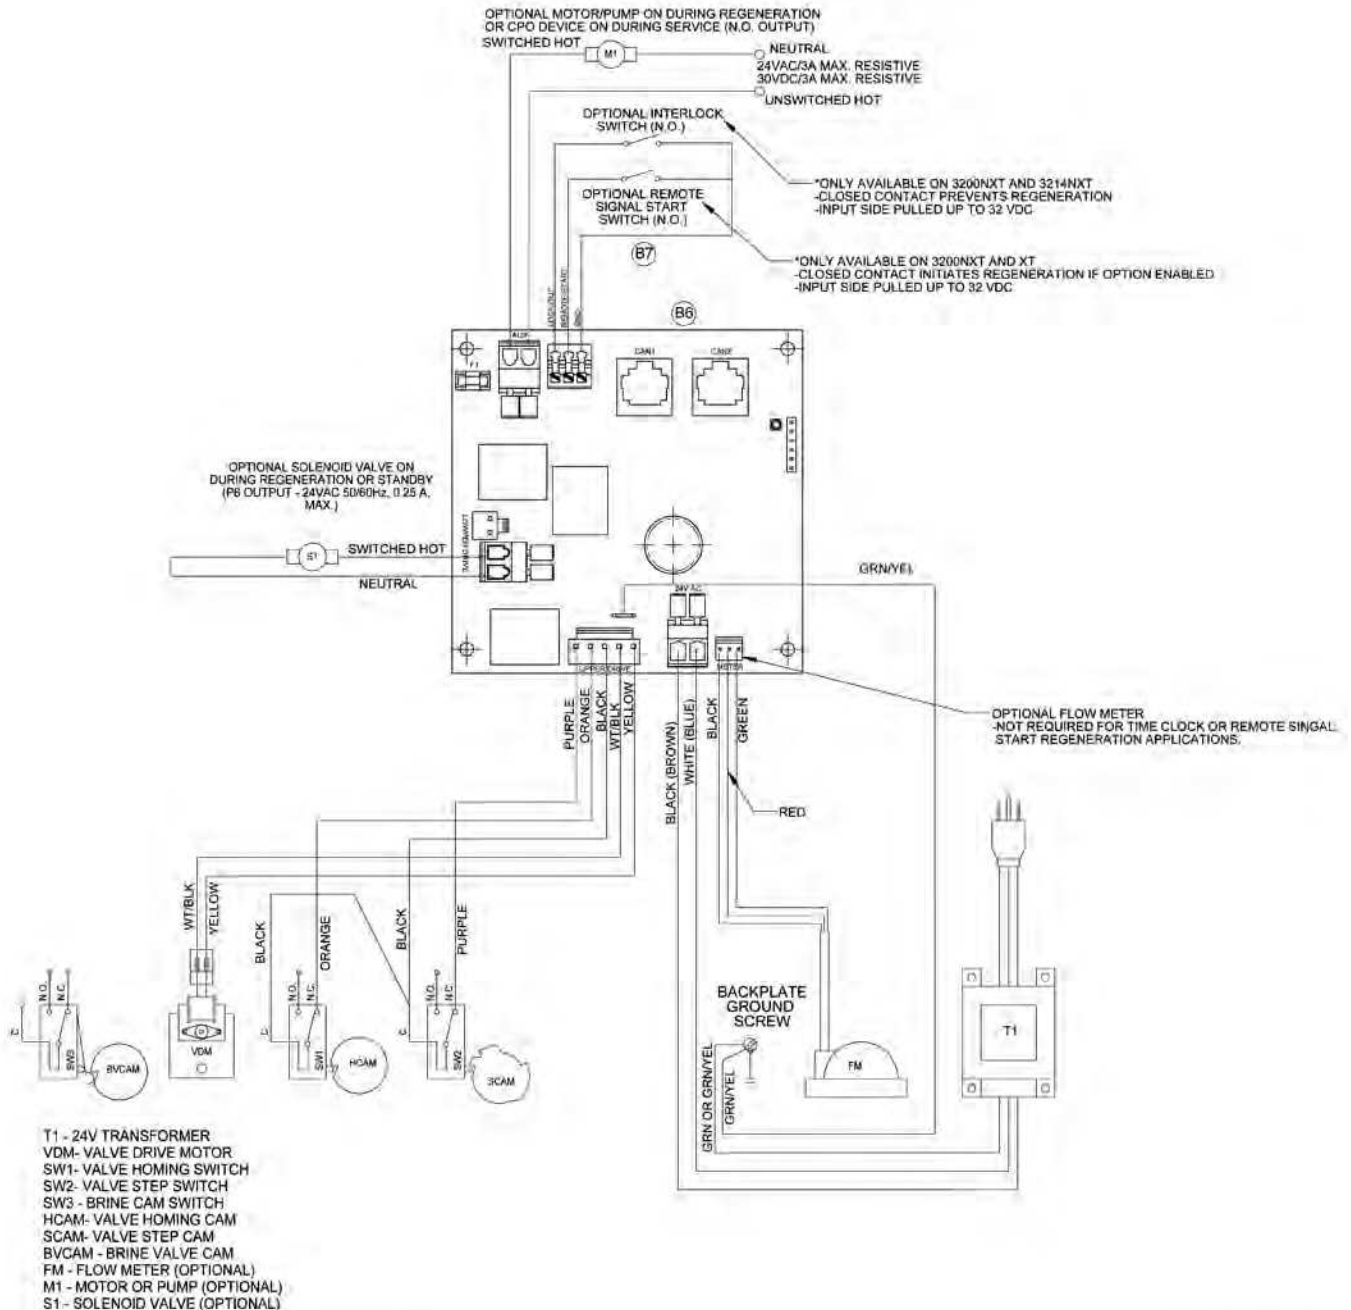 OPTIONAL MOTOR/PUMP ON DURING REGENERATION
OR CPO DEVICE ON DURING SERVICE (N.O. OUTPUT)
SWITCHED HOT
M1
NEUTRAL
24VAC/3A MAX. RESISTIVE
30VDC/3A MAX. RESISTIVE
UNSWITCHED HOT
OPTIONAL INTERLOCK
SWITCH (N.O.)
*ONLY AVAILABLE ON 3200NXT AND 3214NXT
-CLOSED CONTACT PREVENTS REGENERATION
-INPUT SIDE PULLED UP TO 32 VDC
OPTIONAL REMOTE
SIGNAL START
SWITCH (N.O.)
B7
*ONLY AVAILABLE ON 3200NXT AND XT
-CLOSED CONTACT INITIATES REGENERATION IF OPTION ENABLED
-INPUT SIDE PULLED UP TO 32 VDC
LOCKOUT
REMOTE START
GND
B6
AUX
F1
CAN1
CAN2
OPTIONAL SOLENOID VALVE ON
DURING REGENERATION OR STANDBY
(P6 OUTPUT - 24VAC 50/60Hz, 0.25 A,
MAX.)
S1
SWITCHED HOT
NEUTRAL
GRN/YEL
24V AC
UPPER DRIVE
METER
PURPLE
ORANGE
BLACK
WT/BLK
YELLOW
BLACK (BROWN)
WHITE (BLUE)
BLACK
GREEN
RED
OPTIONAL FLOW METER
-NOT REQUIRED FOR TIME CLOCK OR REMOTE SINGAL
START REGENERATION APPLICATIONS.
WT/BLK
YELLOW
BLACK
ORANGE
BLACK
PURPLE
N.O.
N.C.
C
SW3
BVCAM
VDM
N.O.
N.C.
C
SW1
HCAM
N.O.
N.C.
C
SW2
SCAM
BACKPLATE
GROUND
SCREW
GRN OR GRN/YEL
GRN/YEL
FM
T1
T1 - 24V TRANSFORMER
VDM- VALVE DRIVE MOTOR
SW1- VALVE HOMING SWITCH
SW2- VALVE STEP SWITCH
SW3 - BRINE CAM SWITCH
HCAM- VALVE HOMING CAM
SCAM- VALVE STEP CAM
BVCAM - BRINE VALVE CAM
FM - FLOW METER (OPTIONAL)
M1 - MOTOR OR PUMP (OPTIONAL)
S1 - SOLENOID VALVE (OPTIONAL)